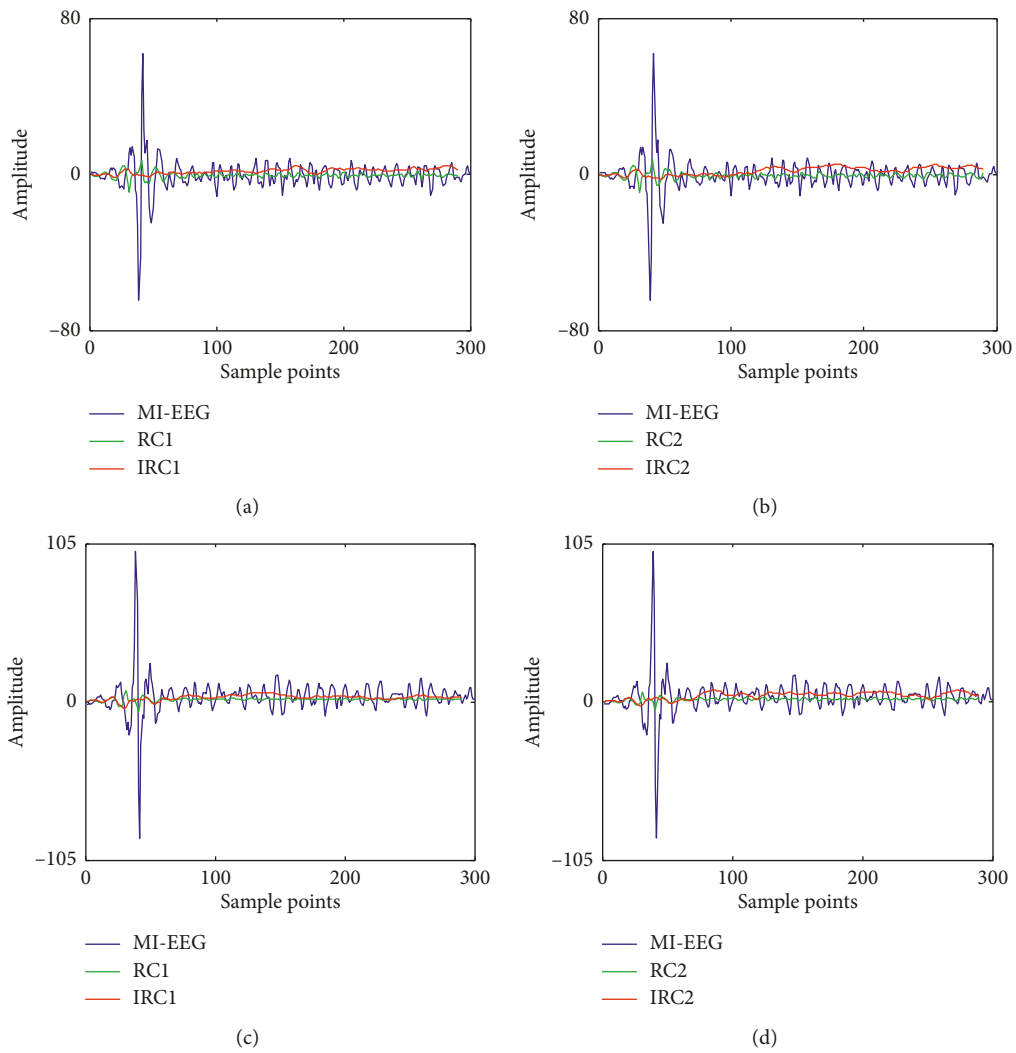 80
0
−80
Amplitude
0 100 200 300
Sample points
MI-EEG
RC1
IRC1
(a)
80
0
−80
Amplitude
0 100 200 300
Sample points
MI-EEG
RC2
IRC2
(b)
105
0
−105
Amplitude
0 100 200 300
Sample points
MI-EEG
RC1
IRC1
(c)
105
0
−105
Amplitude
0 100 200 300
Sample points
MI-EEG
RC2
IRC2
(d)